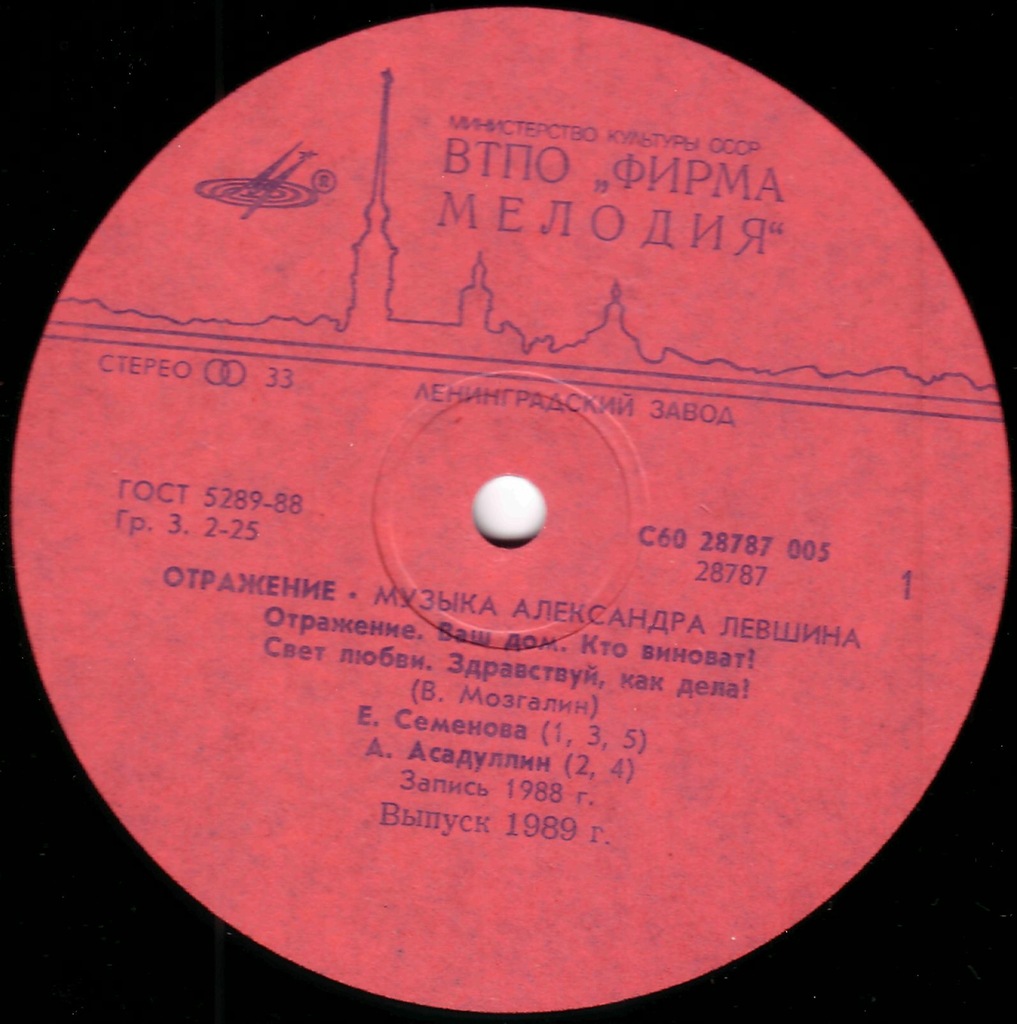 МИНИСТЕРСТВО КУЛЬТУРЫ СССР
ВТПО „ФИРМА
МЕЛОДИЯ“
®
СТЕРЕО 33
ЛЕНИНГРАДСКИЙ ЗАВОД
ГОСТ 5289-88
Гр. 3. 2-25
С60 28787 005
28787
1
ОТРАЖЕНИЕ · МУЗЫКА АЛЕКСАНДРА ЛЕВШИНА
Отражение. Ваш дом. Кто виноват?
Свет любви. Здравствуй, как дела?
(В. Мозгалин)
Е. Семенова (1, 3, 5)
А. Асадуллин (2, 4)
Запись 1988 г.
Выпуск 1989 г.